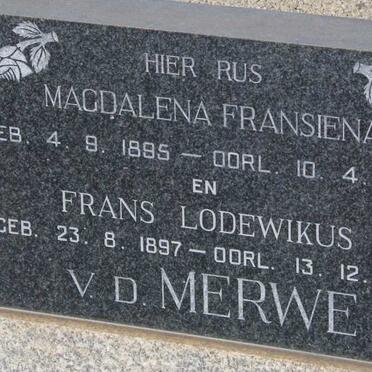 HIER RUS
MAGDALENA FRANSIENA
EB. 4. 9. 1895 — OORL. 10. 4.
EN
FRANS LODEWIKUS
GEB. 23. 8. 1897 — OORL. 13. 12.
V. D. MERWE